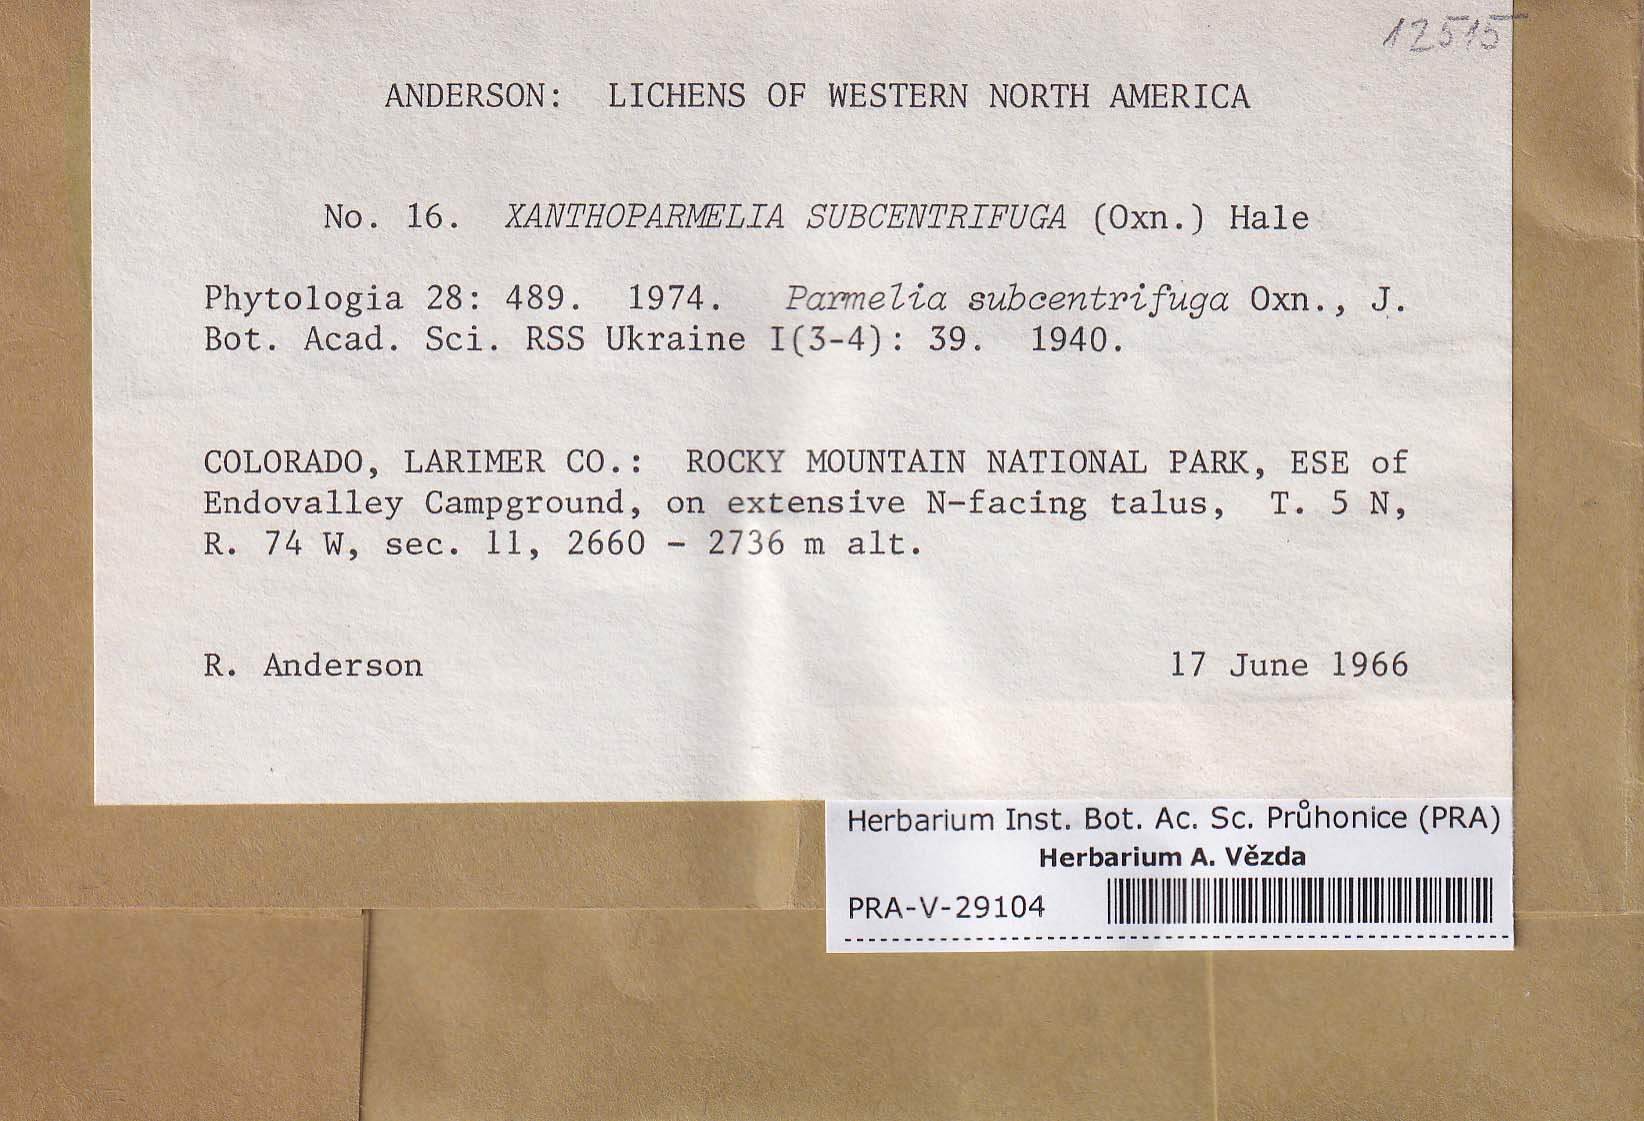 12515
ANDERSON: LICHENS OF WESTERN NORTH AMERICA
No. 16. XANTHOPARMELIA SUBCENTRIFUGA (Oxn.) Hale
Phytologia 28: 489. 1974. Parmelia subcentrifuga Oxn., J.
Bot. Acad. Sci. RSS Ukraine I(3-4): 39. 1940.
COLORADO, LARIMER CO.: ROCKY MOUNTAIN NATIONAL PARK, ESE of
Endovalley Campground, on extensive N-facing talus, T. 5 N,
R. 74 W, sec. 11, 2660 - 2736 m alt.
R. Anderson 17 June 1966
Herbarium Inst. Bot. Ac. Sc. Průhonice (PRA)
Herbarium A. Vězda
PRA-V-29104